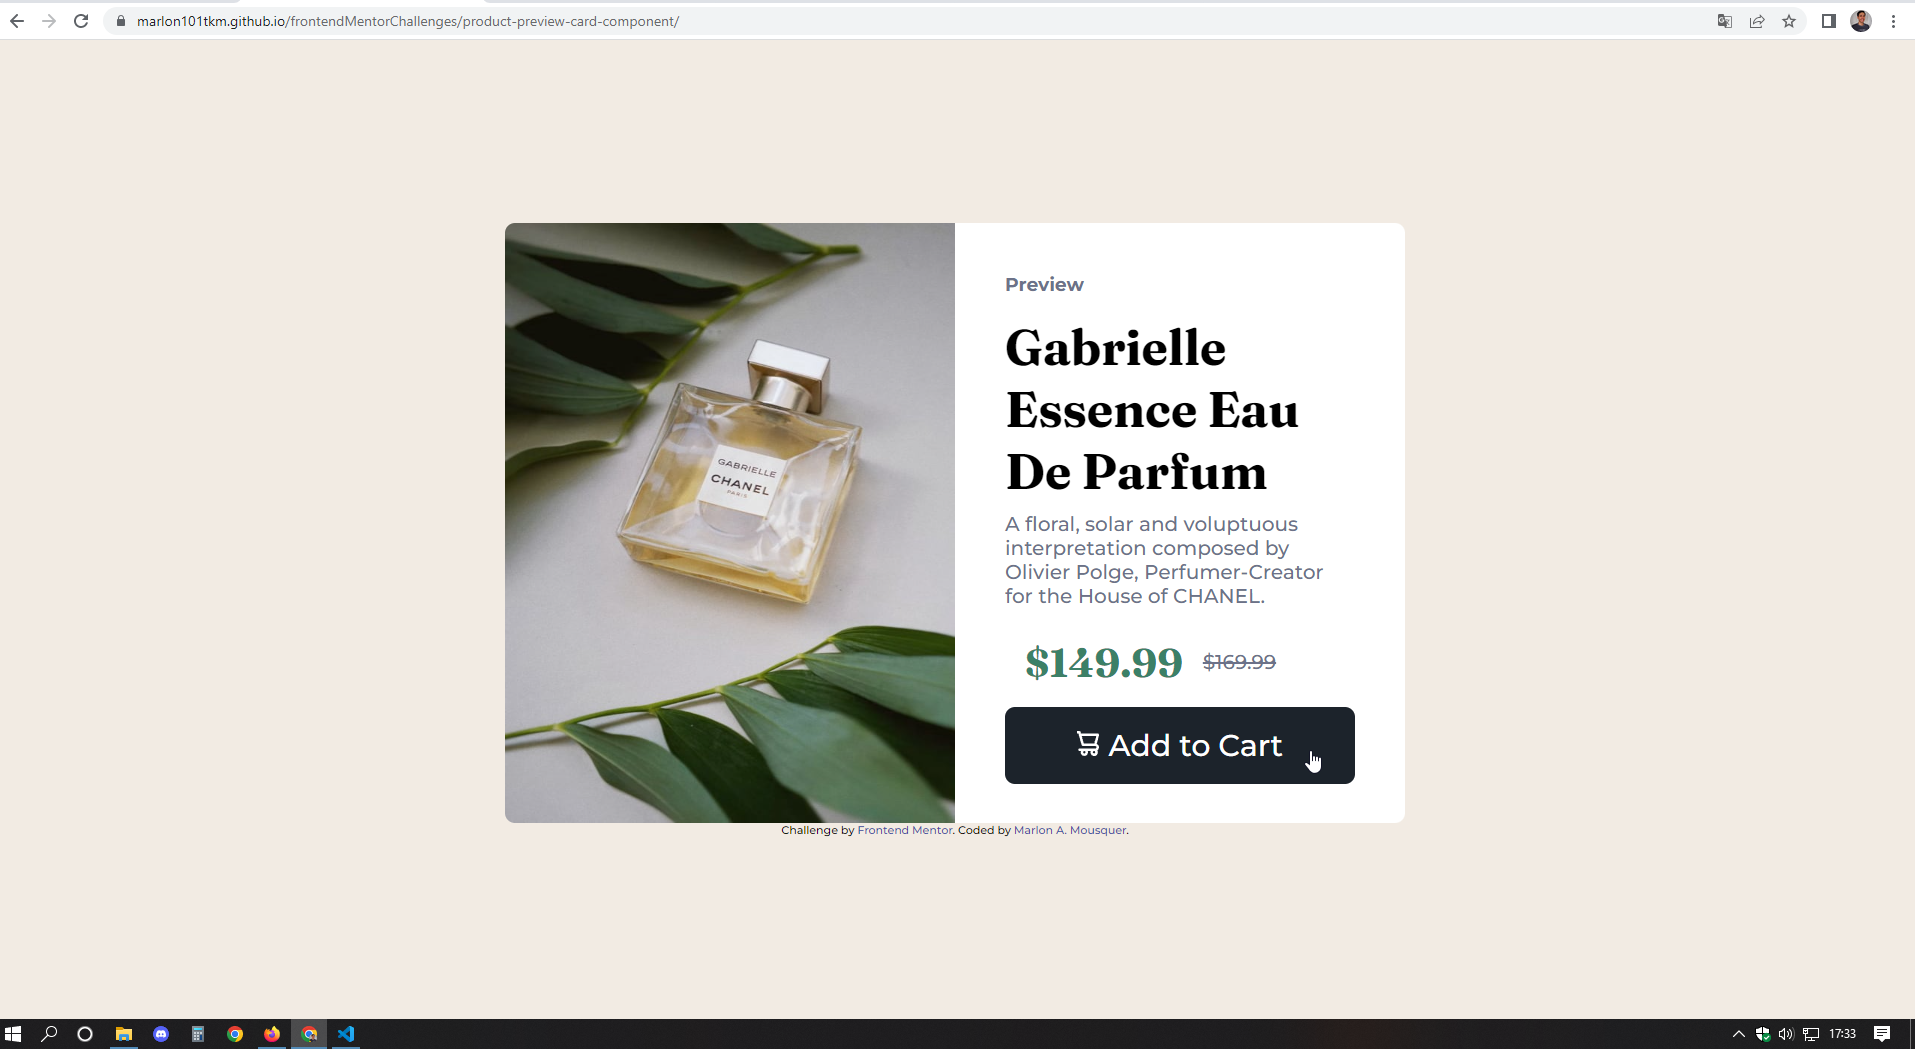 marlon101tkm.github.io/frontendMentorChallenges/product-preview-card-component/
GABRIELLE
CHANEL
PARIS
Preview
Gabrielle
Essence Eau
De Parfum
A floral, solar and voluptuous
interpretation composed by
Olivier Polge, Perfumer-Creator
for the House of CHANEL.
$149.99 $169.99
Add to Cart
Challenge by Frontend Mentor. Coded by Marlon A. Mousquer.
17:33